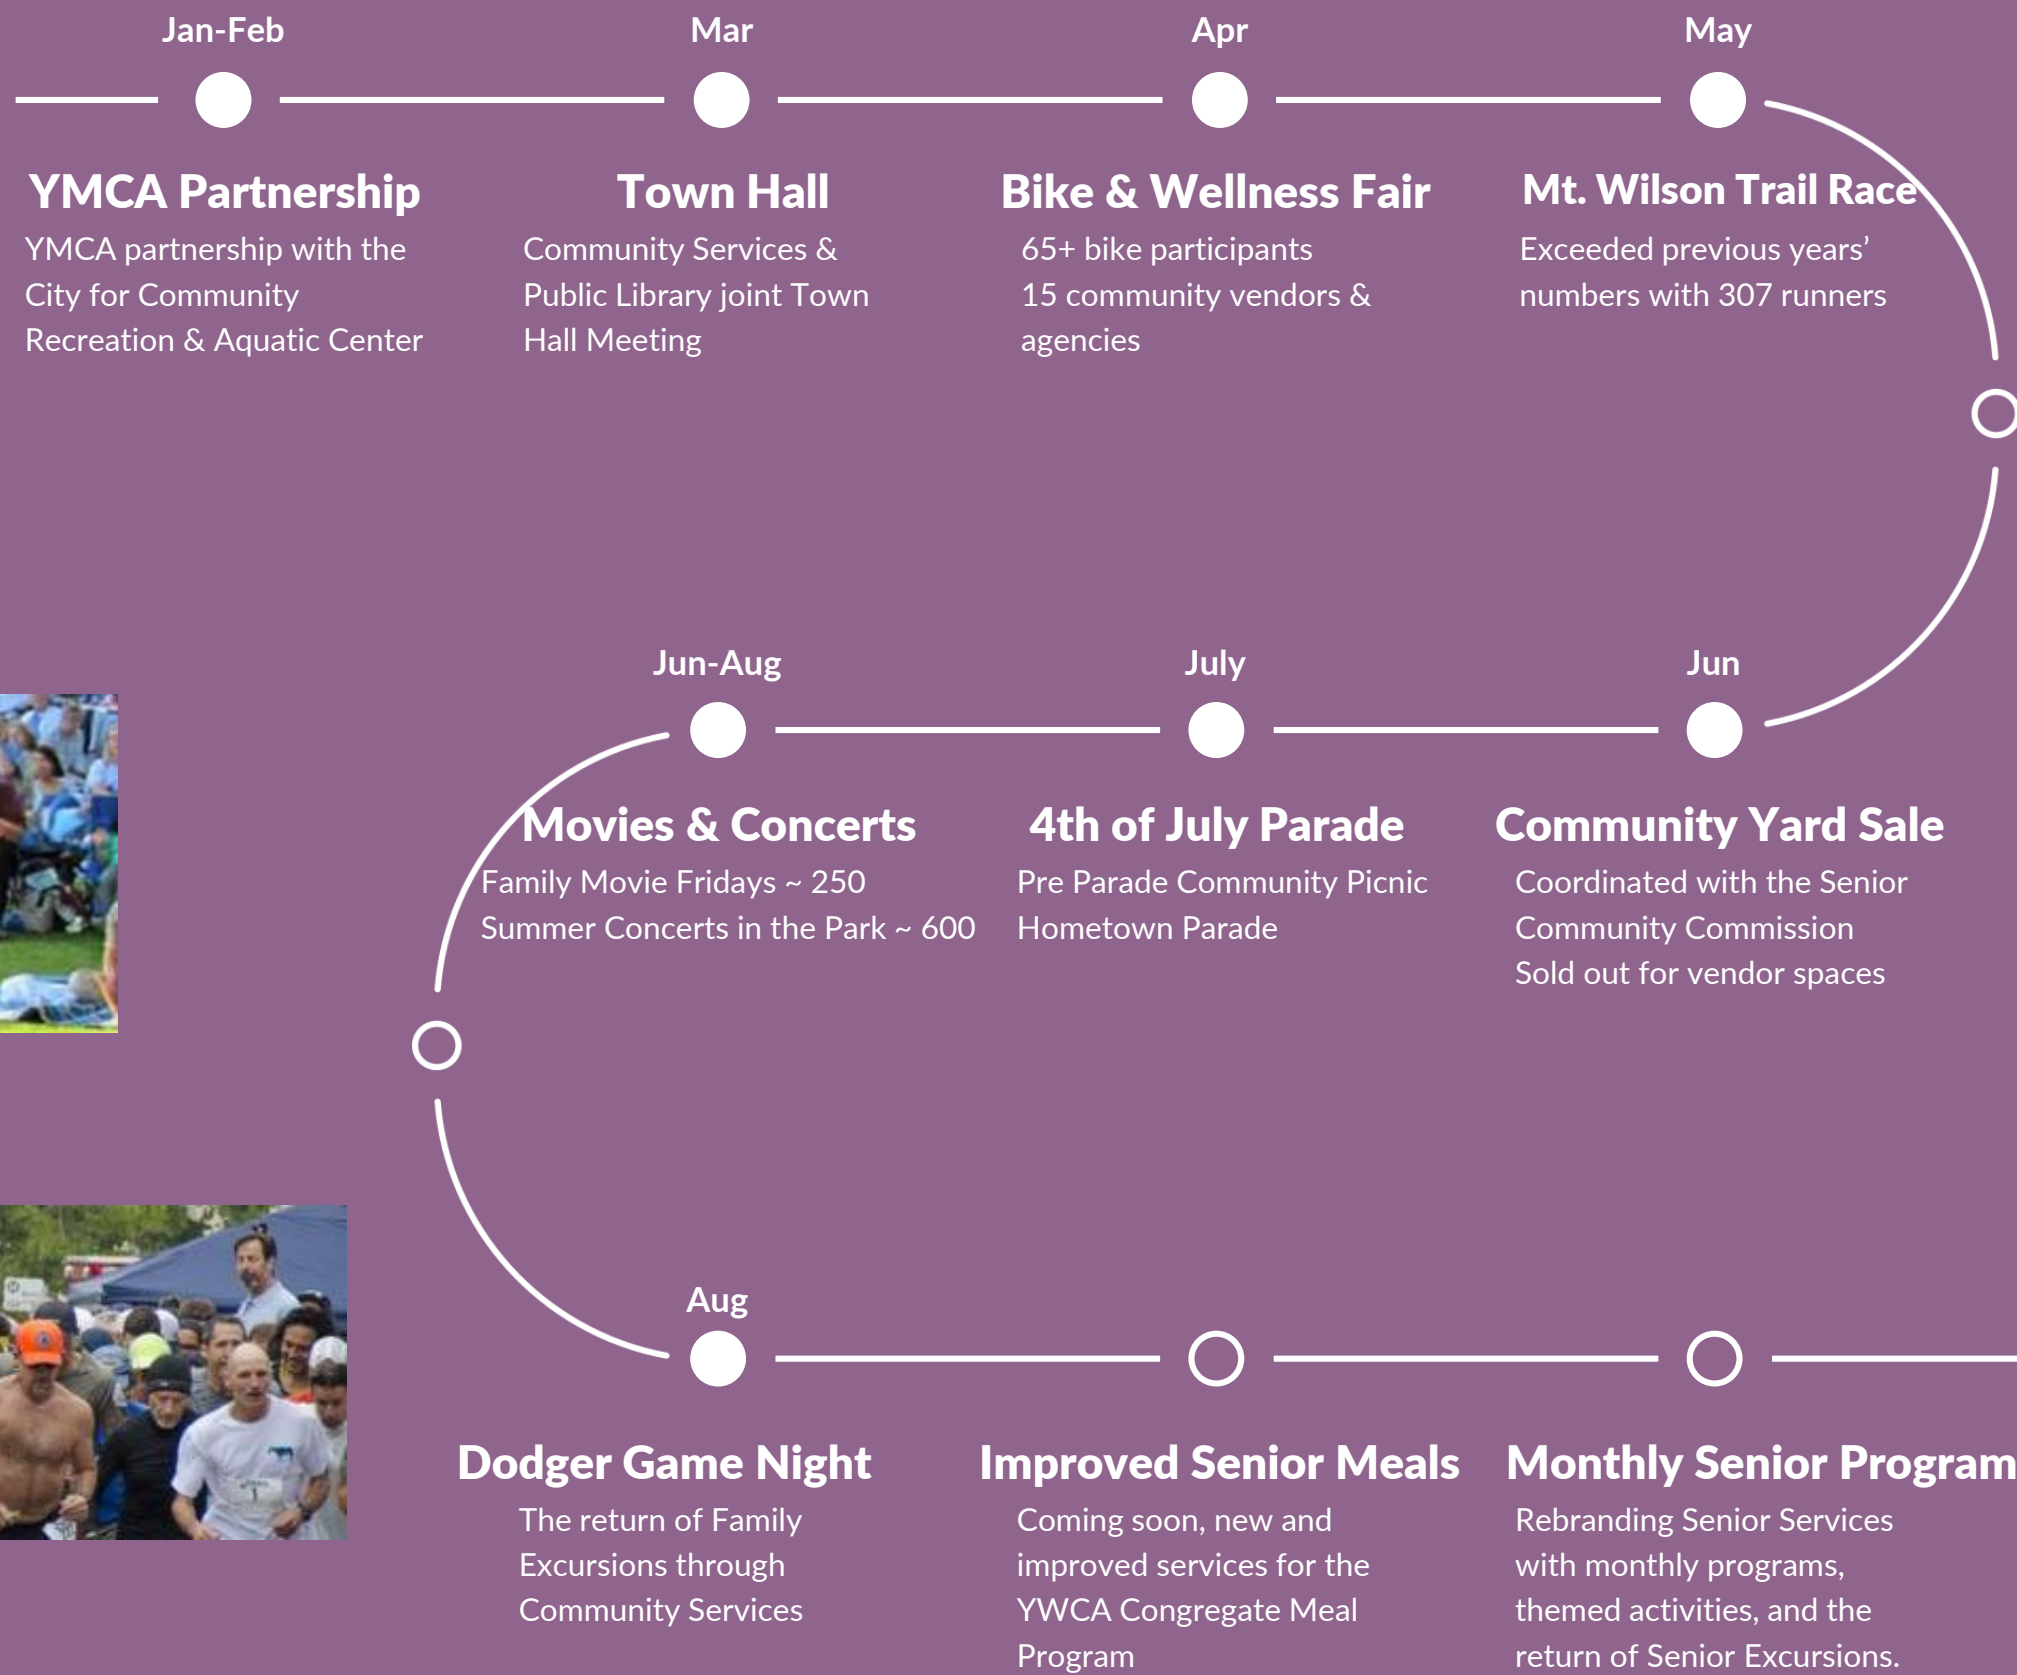 Jan-Feb
Mar
Apr
May
YMCA Partnership
YMCA partnership with the
City for Community
Recreation & Aquatic Center
Town Hall
Community Services &
Public Library joint Town
Hall Meeting
Bike & Wellness Fair
65+ bike participants
15 community vendors &
agencies
Mt. Wilson Trail Race
Exceeded previous years’
numbers with 307 runners
Jun-Aug
July
Jun
Movies & Concerts
Family Movie Fridays ~ 250
Summer Concerts in the Park ~ 600
4th of July Parade
Pre Parade Community Picnic
Hometown Parade
Community Yard Sale
Coordinated with the Senior
Community Commission
Sold out for vendor spaces
Aug
Dodger Game Night
The return of Family
Excursions through
Community Services
Improved Senior Meals
Coming soon, new and
improved services for the
YWCA Congregate Meal
Program
Monthly Senior Program
Rebranding Senior Services
with monthly programs,
themed activities, and the
return of Senior Excursions.